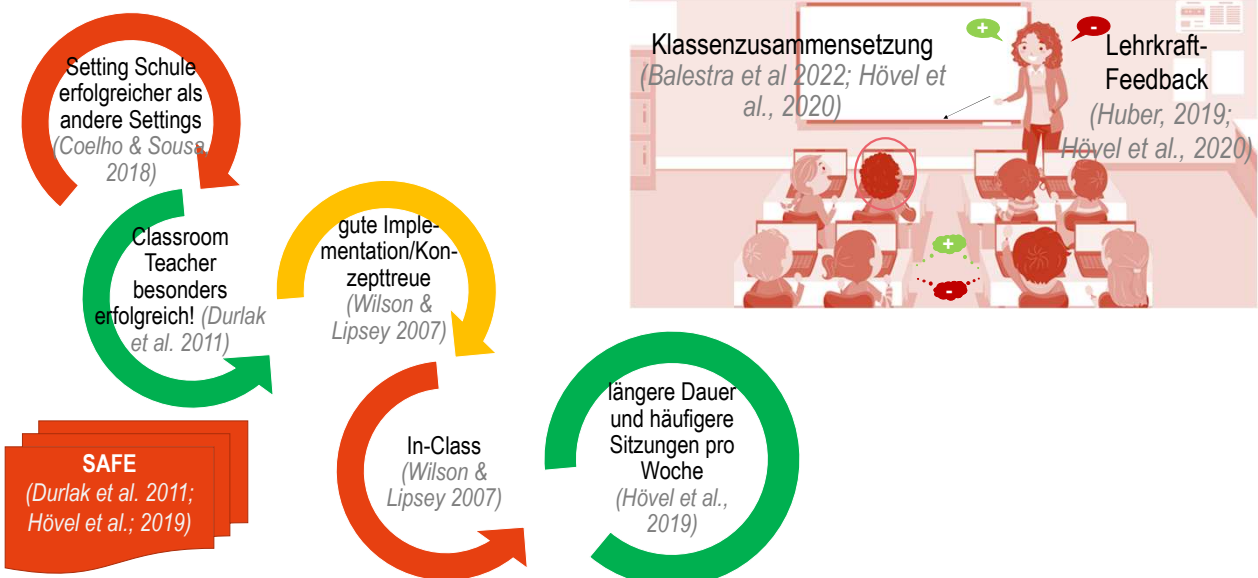 Setting Schule
erfolgreicher als
andere Settings
(Coelho & Sousa,
2018)
Classroom
Teacher
besonders
erfolgreich! (Durlak
et al. 2011)
gute Imple-
mentation/Kon-
zepttreue
(Wilson &
Lipsey 2007)
In-Class
(Wilson &
Lipsey 2007)
längere Dauer
und häufigere
Sitzungen pro
Woche
(Hövel et al.,
2019)
SAFE
(Durlak et al. 2011;
Hövel et al.; 2019)
Klassenzusammensetzung
(Balestra et al 2022; Hövel et
al., 2020)
+
-
Lehrkraft-
Feedback
(Huber, 2019;
Hövel et al., 2020)
+
-